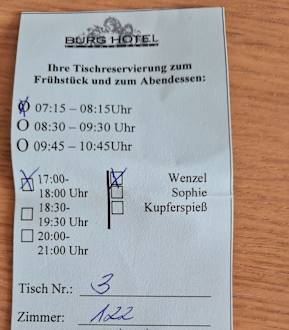 BURG HOTEL
Ihre Tischreservierung zum
Frühstück und zum Abendessen:
07:15 – 08:15Uhr
08:30 – 09:30 Uhr
09:45 – 10:45Uhr
17:00- Wenzel
18:00 Uhr Sophie
18:30- Kupferspieß
19:30 Uhr
20:00-
21:00 Uhr
Tisch Nr.: 3
Zimmer: 122